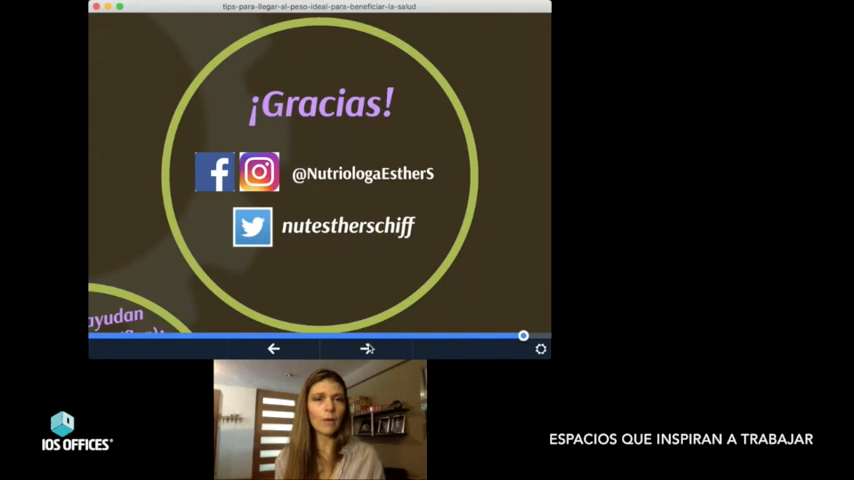 tips-para-llegar-al-peso-ideal-para-beneficiar-la-salud
¡Gracias!
@NutriologaEstherS
nutestherschiff
ayudan
IOS OFFICES®
ESPACIOS QUE INSPIRAN A TRABAJAR